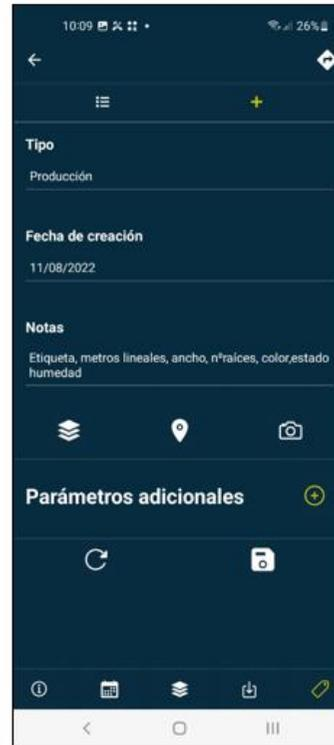 10:09 26%
Tipo
Producción
Fecha de creación
11/08/2022
Notas
Etiqueta, metros lineales, ancho, nºraíces, color,estado
humedad
Parámetros adicionales